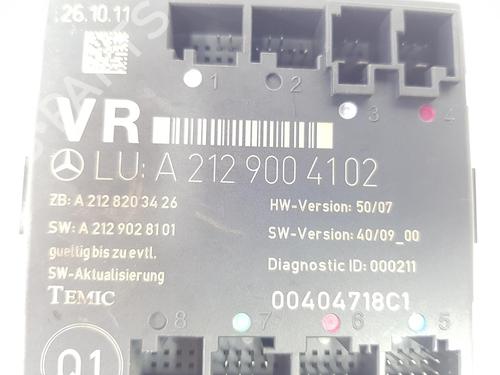 26.10.11
1 2 3 4
VR
LU: A 212 900 4102
ZB: A 212 820 34 26
HW-Version: 50/07
SW: A 212 902 81 01
SW-Version: 40/09_00
gueltig bis zu evtl.
SW-Aktualisierung
Diagnostic ID: 000211
TEMIC
00404718C1
8 7 6 5
Q1